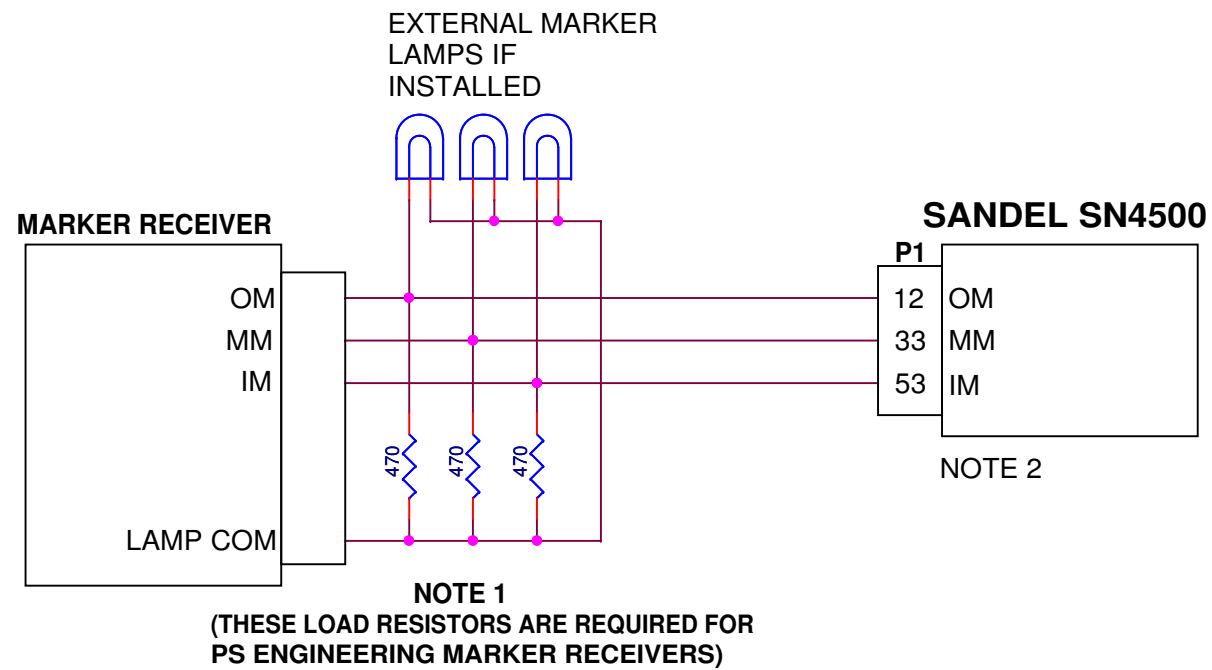 EXTERNAL MARKER
LAMPS IF
INSTALLED
MARKER RECEIVER
SANDEL SN4500
P1
OM
12
OM
MM
33
MM
IM
53
IM
470
470
470
NOTE 2
LAMP COM
NOTE 1
(THESE LOAD RESISTORS ARE REQUIRED FOR
PS ENGINEERING MARKER RECEIVERS)